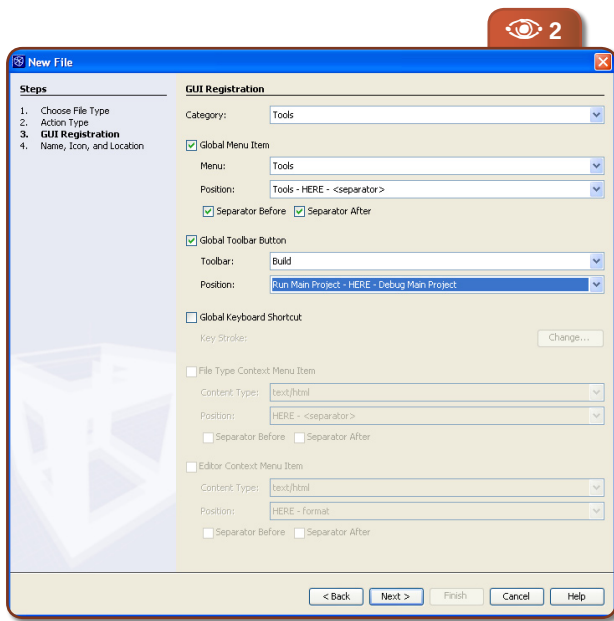 2
New File
Steps
1. Choose File Type
2. Action Type
3. GUI Registration
4. Name, Icon, and Location
GUI Registration
Category: Tools
Global Menu Item
Menu: Tools
Position: Tools - HERE - <separator>
Separator Before Separator After
Global Toolbar Button
Toolbar: Build
Position: Run Main Project - HERE - Debug Main Project
Global Keyboard Shortcut
Key Stroke: Change...
File Type Context Menu Item
Content Type: text/html
Position: HERE - <separator>
Separator Before Separator After
Editor Context Menu Item
Content Type: text/html
Position: HERE - format
Separator Before Separator After
< Back Next > Finish Cancel Help